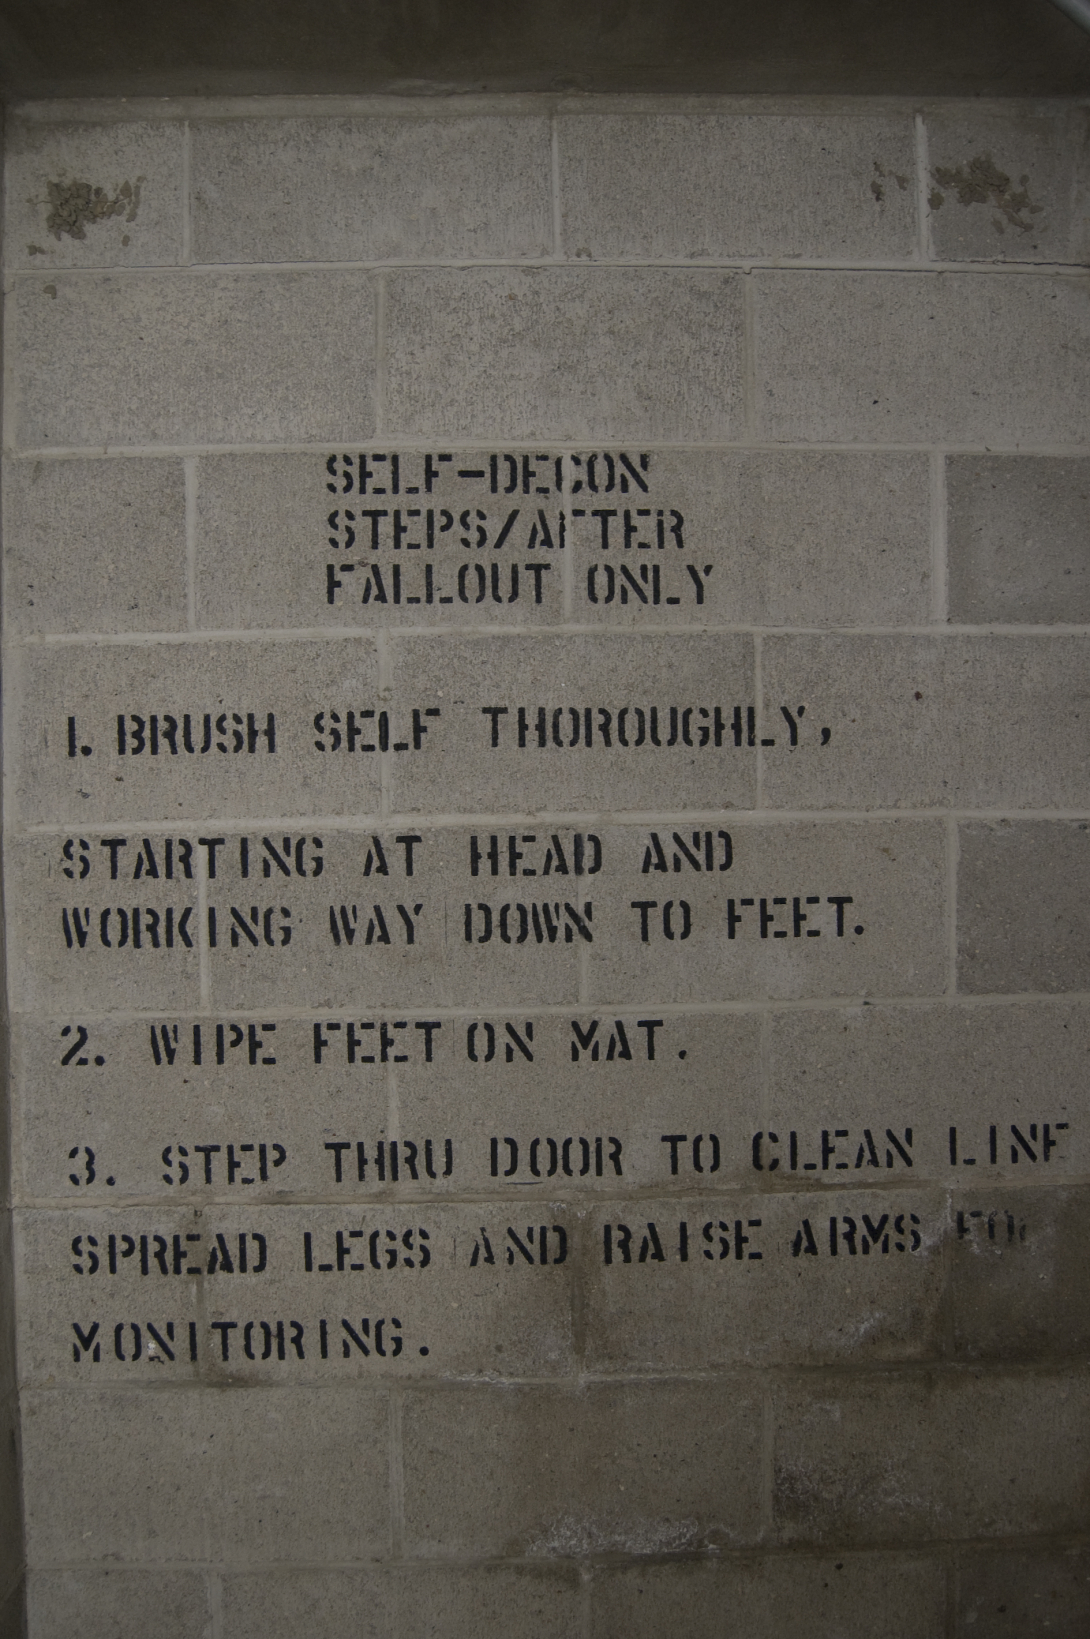 SELF-DECON
STEPS/AFTER
FALLOUT ONLY
1. BRUSH SELF THOROUGHLY,
STARTING AT HEAD AND
WORKING WAY DOWN TO FEET.
2. WIPE FEET ON MAT.
3. STEP THRU DOOR TO CLEAN LINE
SPREAD LEGS AND RAISE ARMS FOR
MONITORING.